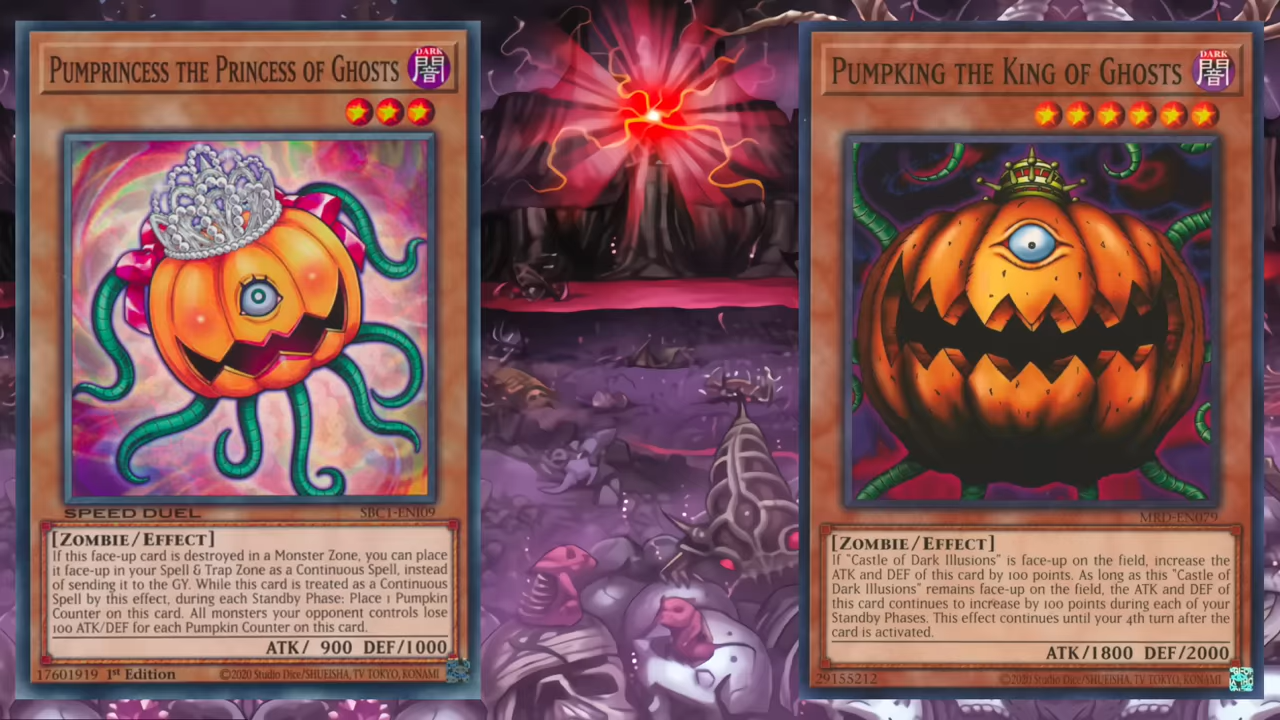 PUMPRINCESS THE PRINCESS OF GHOSTS
DARK
闇
SPEED DUEL
SBC1-ENI09
[ZOMBIE/EFFECT]
If this face-up card is destroyed in a Monster Zone, you can place
it face-up in your Spell & Trap Zone as a Continuous Spell, instead
of sending it to the GY. While this card is treated as a Continuous
Spell by this effect, during each Standby Phase: Place 1 Pumpkin
Counter on this card. All monsters your opponent controls lose
100 ATK/DEF for each Pumpkin Counter on this card.
ATK/ 900 DEF/1000
17601919 1st Edition ©2020 Studio Dice/SHUEISHA, TV TOKYO, KONAMI
PUMPKING THE KING OF GHOSTS
DARK
闇
MRD-EN079
[ZOMBIE/EFFECT]
If "Castle of Dark Illusions" is face-up on the field, increase the
ATK and DEF of this card by 100 points. As long as this "Castle of
Dark Illusions" remains face-up on the field, the ATK and DEF of
this card continues to increase by 100 points during each of your
Standby Phases. This effect continues until your 4th turn after the
card is activated.
ATK/1800 DEF/2000
29155212 ©2020 Studio Dice/SHUEISHA, TV TOKYO, KONAMI